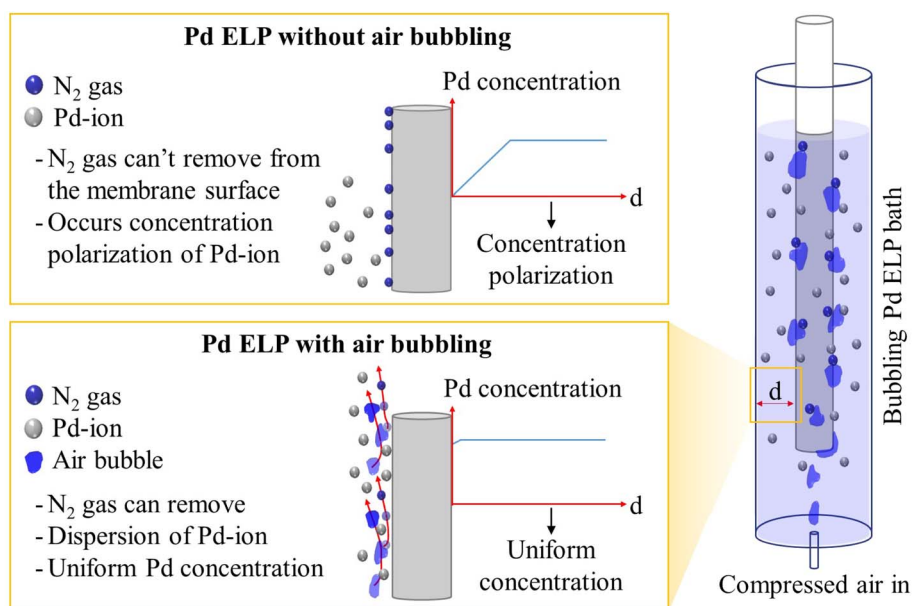 Pd ELP without air bubbling
N₂ gas
Pd-ion
- N₂ gas can't remove from
the membrane surface
- Occurs concentration
polarization of Pd-ion
Pd concentration
d
Concentration
polarization
Pd ELP with air bubbling
N₂ gas
Pd-ion
Air bubble
- N₂ gas can remove
- Dispersion of Pd-ion
- Uniform Pd concentration
Pd concentration
d
Uniform
concentration
d
Bubbling Pd ELP bath
Compressed air in